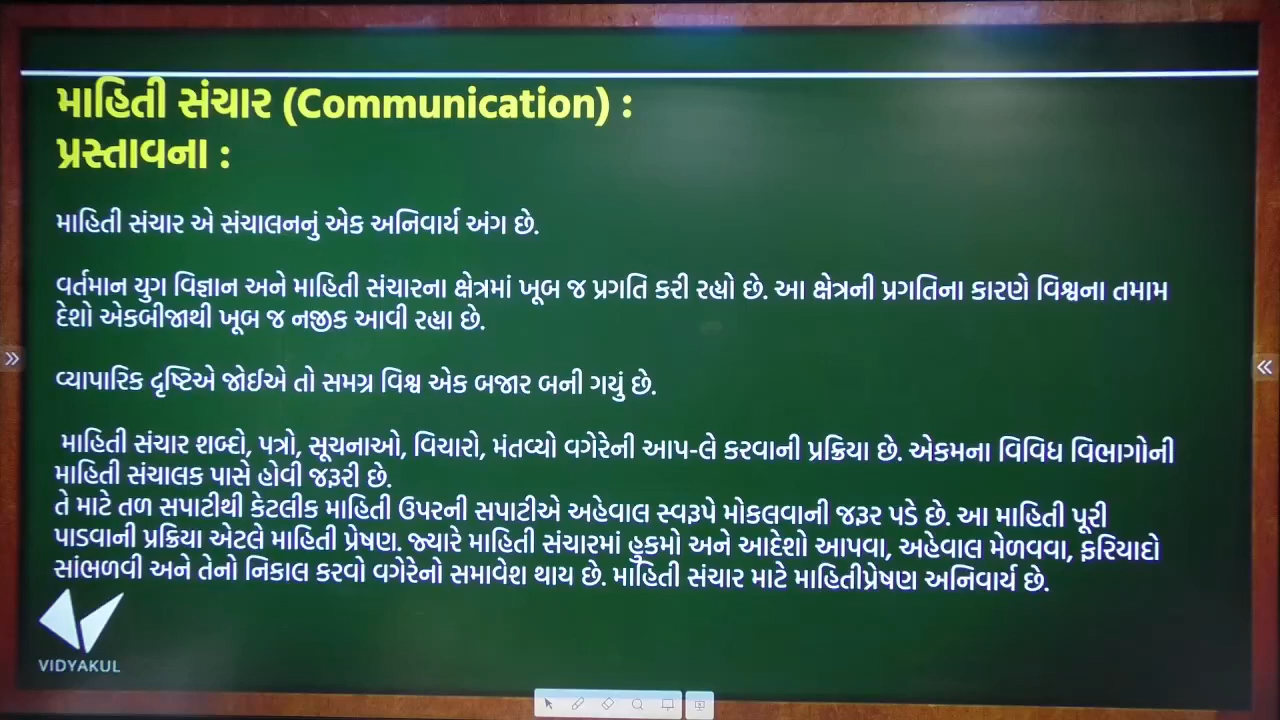 માહિતી સંચાર (Communication) :
પ્રસ્તાવના :
માહિતી સંચાર એ સંચાલનનું એક અનિવાર્ય અંગ છે.
વર્તમાન યુગ વિજ્ઞાન અને માહિતી સંચારના ક્ષેત્રમાં ખૂબ જ પ્રગતિ કરી રહ્યો છે. આ ક્ષેત્રની પ્રગતિના કારણે વિશ્વના તમામ
દેશો એકબીજાથી ખૂબ જ નજીક આવી રહ્યા છે.
વ્યાપારિક દૃષ્ટિએ જોઈએ તો સમગ્ર વિશ્વ એક બજાર બની ગયું છે.
માહિતી સંચાર શબ્દો, પત્રો, સૂચનાઓ, વિચારો, મંતવ્યો વગેરેની આપ-લે કરવાની પ્રક્રિયા છે. એકમના વિવિધ વિભાગોની
માહિતી સંચાલક પાસે હોવી જરૂરી છે.
તે માટે તળ સપાટીથી કેટલીક માહિતી ઉપરની સપાટીએ અહેવાલ સ્વરૂપે મોકલવાની જરૂર પડે છે. આ માહિતી પૂરી
પાડવાની પ્રક્રિયા એટલે માહિતી પ્રેષણ. જ્યારે માહિતી સંચારમાં હુકમો અને આદેશો આપવા, અહેવાલ મેળવવા, ફરિયાદો
સાંભળવી અને તેનો નિકાલ કરવો વગેરેનો સમાવેશ થાય છે. માહિતી સંચાર માટે માહિતીપ્રેષણ અનિવાર્ય છે.
VIDYAKUL